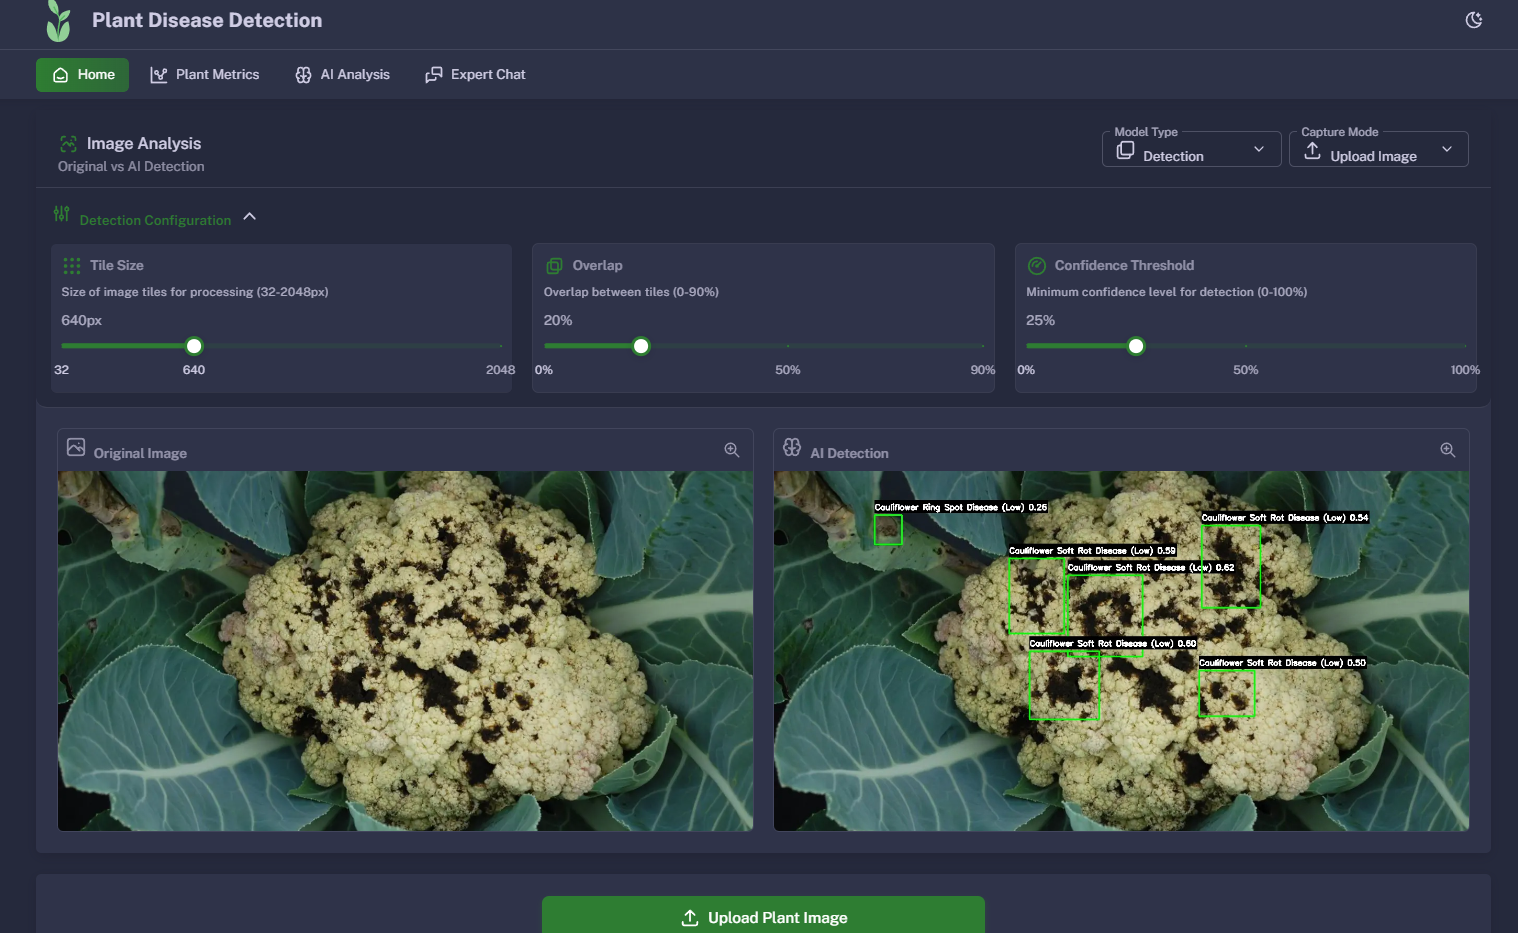 Plant Disease Detection
Home
Plant Metrics
AI Analysis
Expert Chat
Image Analysis
Original vs AI Detection
Model Type
Detection
Capture Mode
Upload Image
Detection Configuration
Tile Size
Size of image tiles for processing (32-2048px)
640px
32 640 2048
Overlap
Overlap between tiles (0-90%)
20%
0% 50% 90%
Confidence Threshold
Minimum confidence level for detection (0-100%)
25%
0% 50% 100%
Original Image
AI Detection
Cauliflower Ring Spot Disease (Low) 0.26
Cauliflower Soft Rot Disease (Low) 0.54
Cauliflower Soft Rot Disease (Low) 0.59
Cauliflower Soft Rot Disease (Low) 0.62
Cauliflower Soft Rot Disease (Low) 0.60
Cauliflower Soft Rot Disease (Low) 0.50
Upload Plant Image